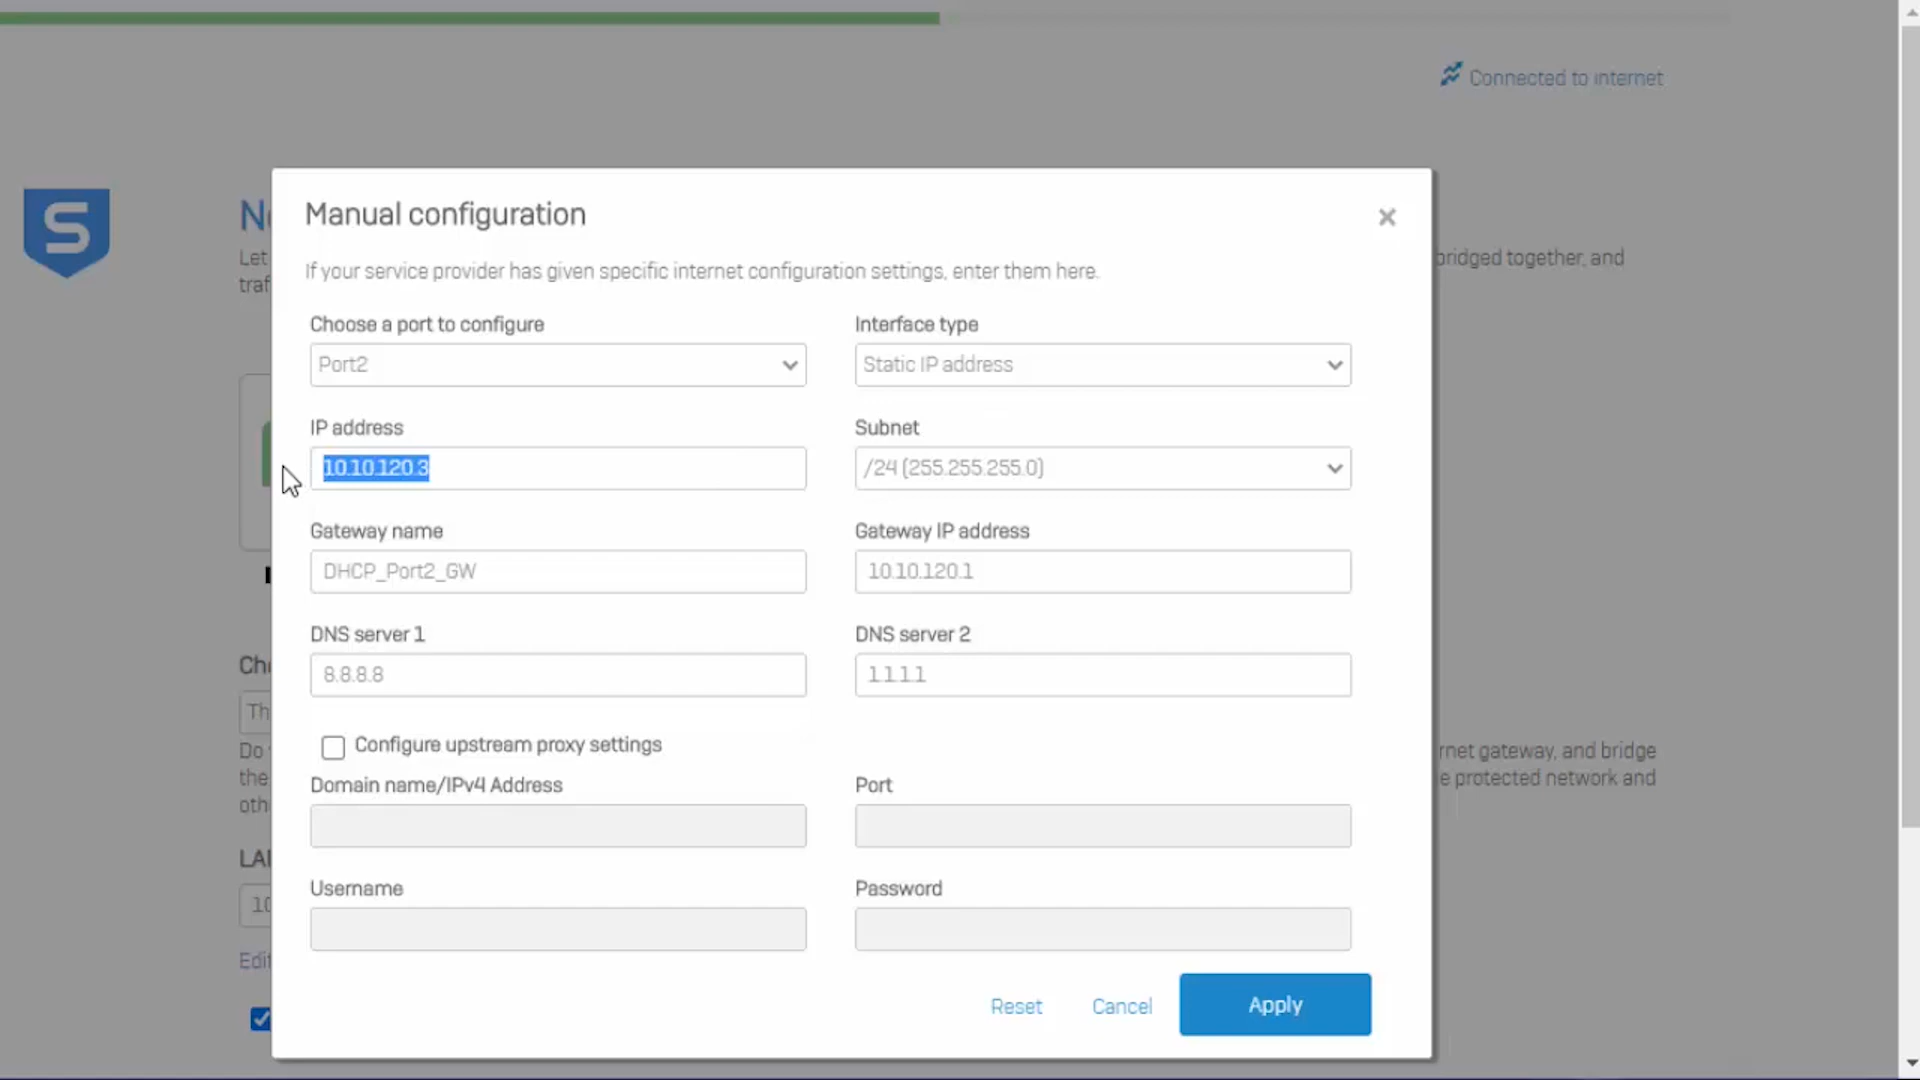 Connected to internet
S
Manual configuration
If your service provider has given specific internet configuration settings, enter them here.
Let
bridged together, and
Choose a port to configure
Interface type
Port2
Static IP address
IP address
Subnet
10.10.120.3
/24 (255.255.255.0)
Gateway name
Gateway IP address
DHCP_Port2_GW
10.10.120.1
DNS server 1
DNS server 2
8.8.8.8
1.1.1.1
Configure upstream proxy settings
Do
rnet gateway, and bridge
the
e protected network and
Domain name/IPv4 Address
Port
Username
Password
Edit
Reset
Cancel
Apply